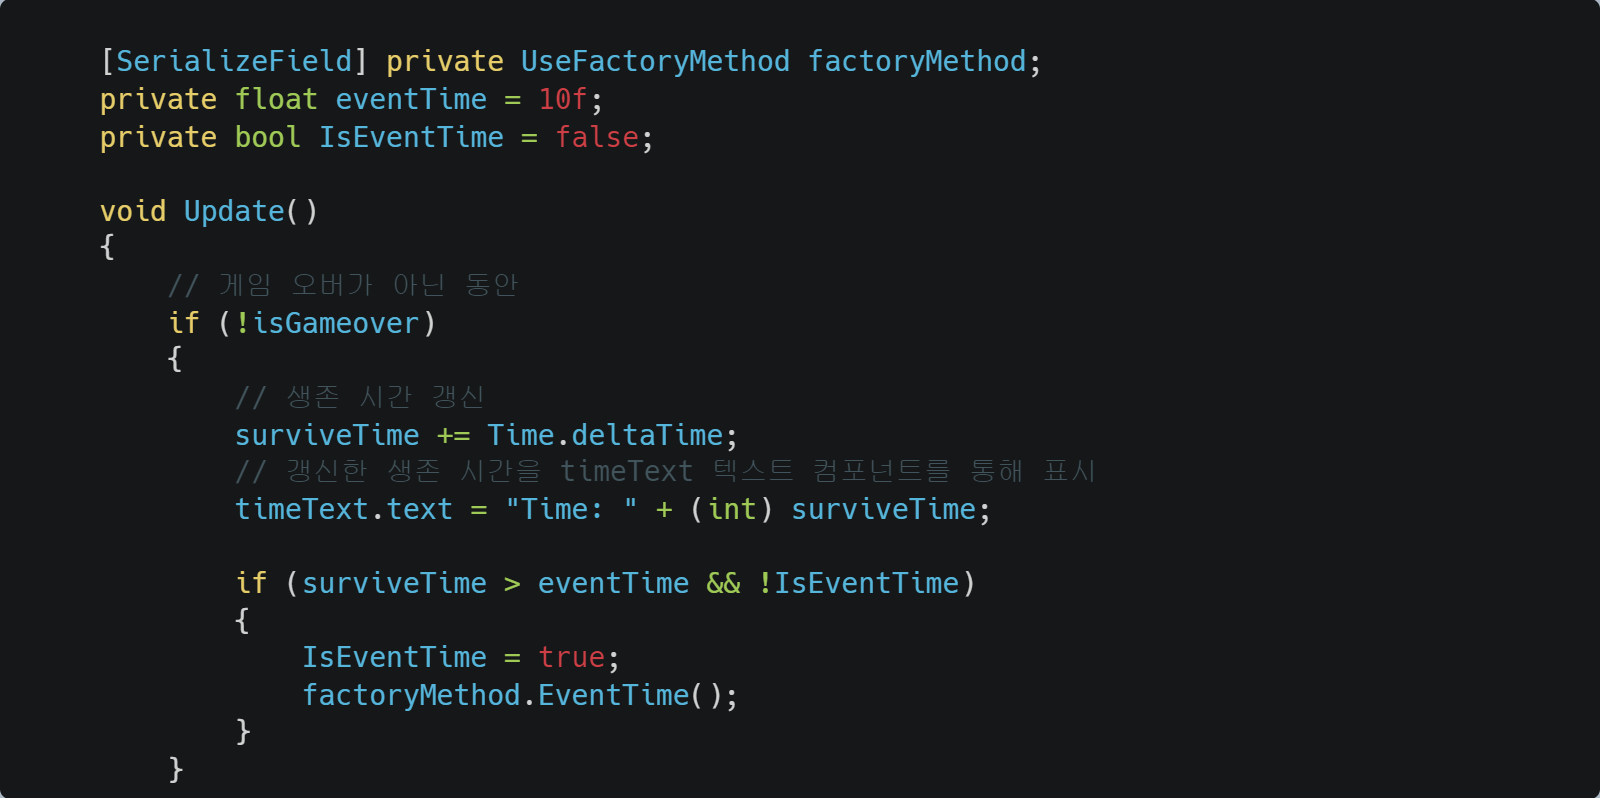 [SerializeField] private UseFactoryMethod factoryMethod;
private float eventTime = 10f;
private bool IsEventTime = false;
void Update()
{
// 게임 오버가 아닌 동안
if (!isGameover)
{
// 생존 시간 갱신
surviveTime += Time.deltaTime;
// 갱신한 생존 시간을 timeText 텍스트 컴포넌트를 통해 표시
timeText.text = "Time: " + (int) surviveTime;
if (surviveTime > eventTime && !IsEventTime)
{
IsEventTime = true;
factoryMethod.EventTime();
}
}